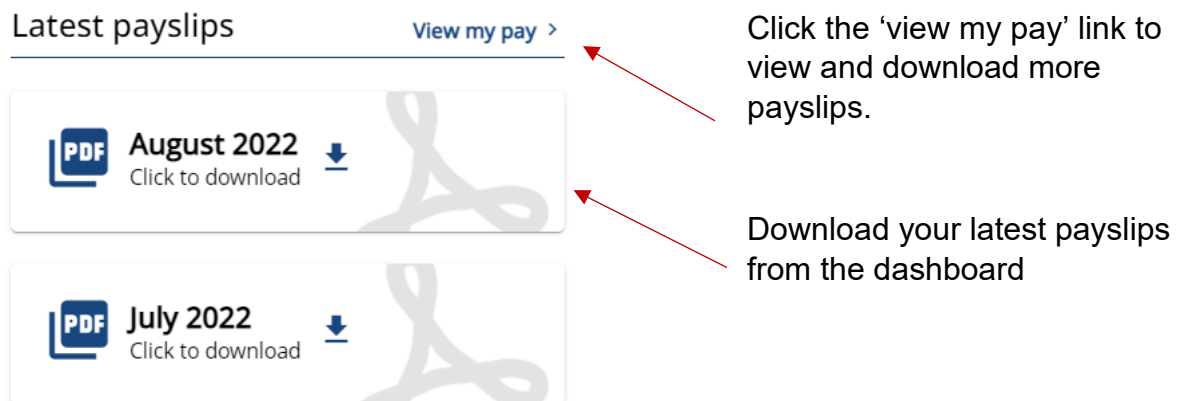 Latest payslips
View my pay >
PDF
August 2022
Click to download
PDF
July 2022
Click to download
Click the ‘view my pay’ link to
view and download more
payslips.
Download your latest payslips
from the dashboard